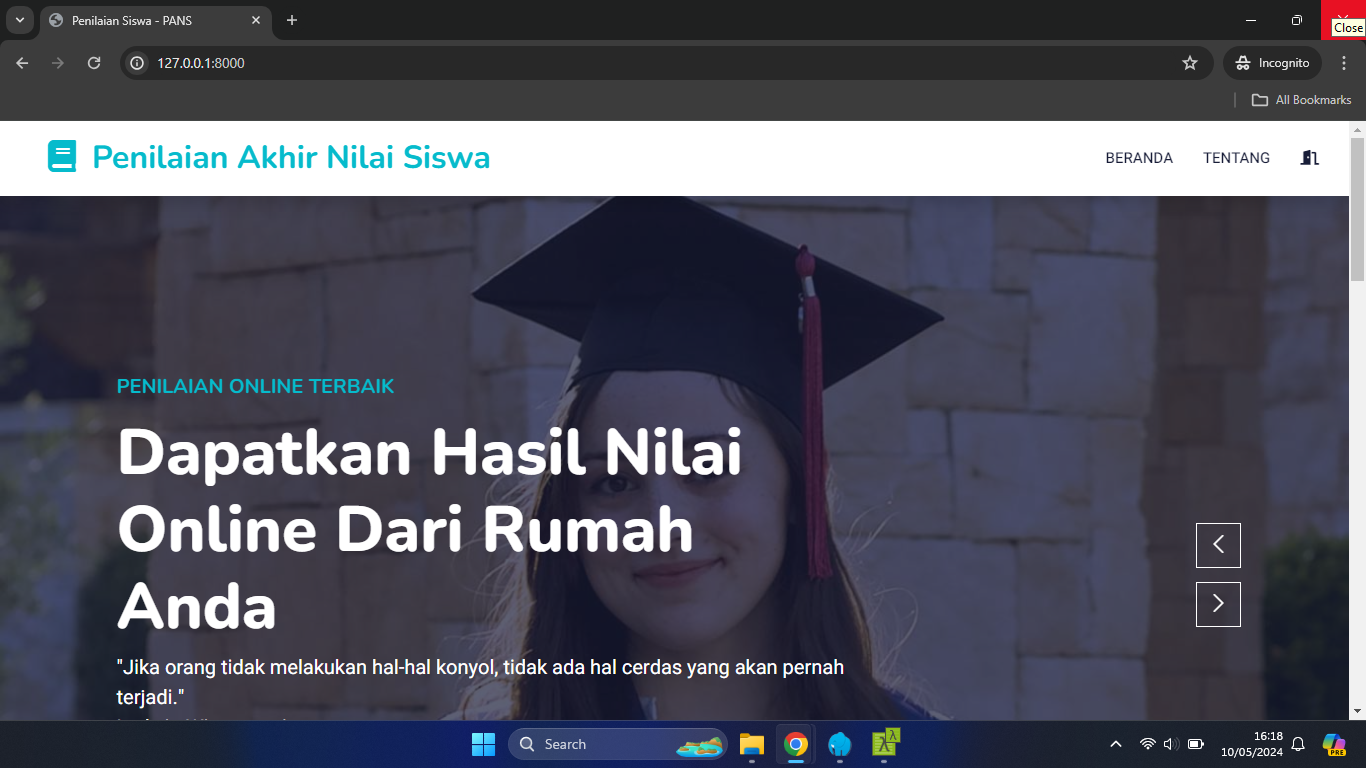 Penilaian Siswa - PANS
Close
127.0.0.1:8000
Incognito
All Bookmarks
Penilaian Akhir Nilai Siswa
BERANDA
TENTANG
PENILAIAN ONLINE TERBAIK
Dapatkan Hasil Nilai
Online Dari Rumah
Anda
"Jika orang tidak melakukan hal-hal konyol, tidak ada hal cerdas yang akan pernah
terjadi."
Search
16:18
10/05/2024
PRE